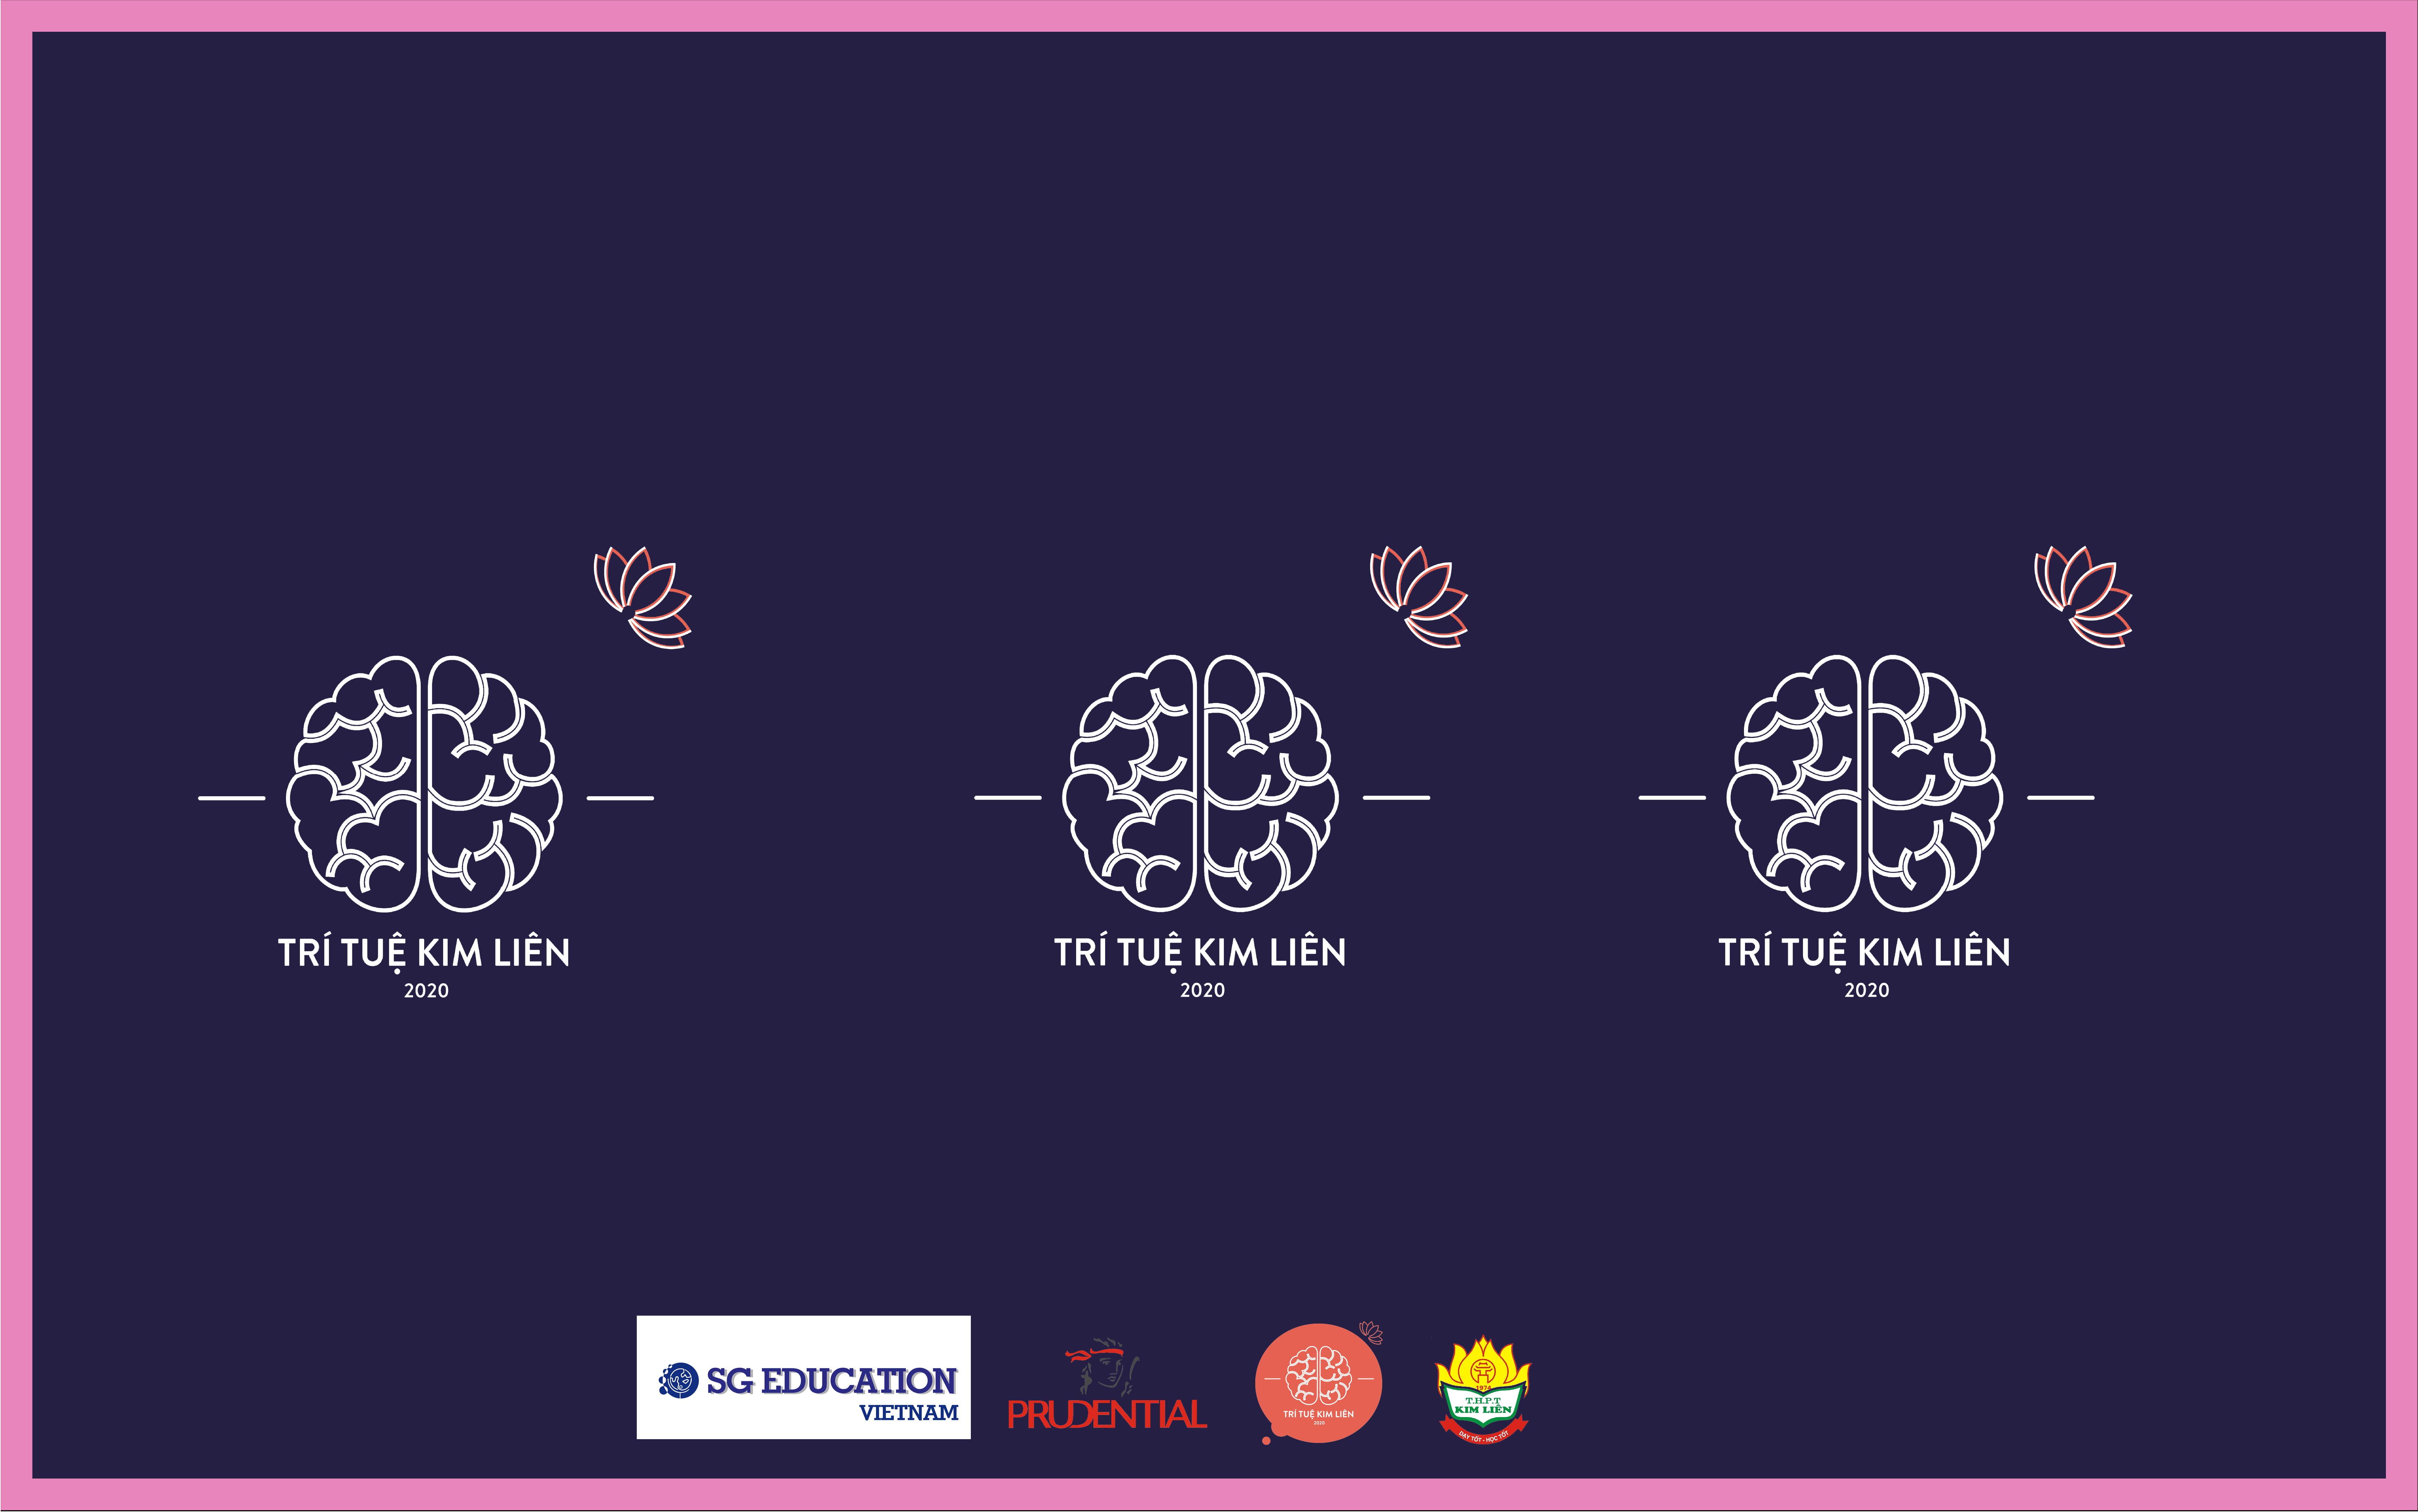 TRÍ TUỆ KIM LIÊN
2020
TRÍ TUỆ KIM LIÊN
2020
TRÍ TUỆ KIM LIÊN
2020
SG EDUCATION
VIETNAM
PRUDENTIAL
TRÍ TUỆ KIM LIÊN
2020
1974
T.H.P.T
KIM LIÊN
DẠY TỐT - HỌC TỐT